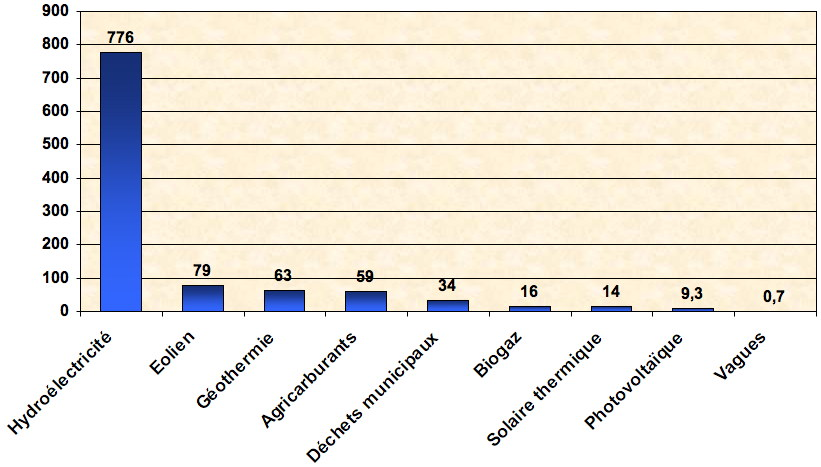 900
800
700
600
500
400
300
200
100
0
776
79
63
59
34
16
14
9,3
0,7
Hydroélectricité
Eolien
Géothermie
Agricarburants
Déchets municipaux
Biogaz
Solaire thermique
Photovoltaïque
Vagues